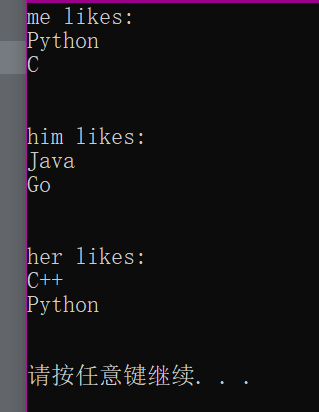 me likes:
Python
C
him likes:
Java
Go
her likes:
C++
Python
请按任意键继续. . .